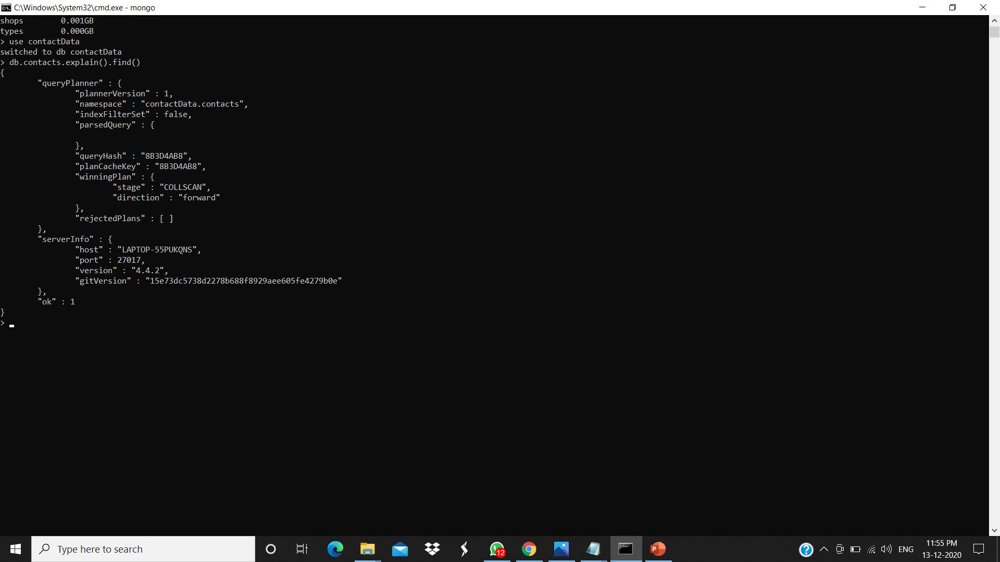 C:\Windows\System32\cmd.exe - mongo
shops        0.001GB
types        0.000GB
> use contactData
switched to db contactData
> db.contacts.explain().find()
{
        "queryPlanner" : {
                "plannerVersion" : 1,
                "namespace" : "contactData.contacts",
                "indexFilterSet" : false,
                "parsedQuery" : {

                },
                "queryHash" : "8B3D4AB8",
                "planCacheKey" : "8B3D4AB8",
                "winningPlan" : {
                        "stage" : "COLLSCAN",
                        "direction" : "forward"
                },
                "rejectedPlans" : [ ]
        },
        "serverInfo" : {
                "host" : "LAPTOP-55PUKQNS",
                "port" : 27017,
                "version" : "4.4.2",
                "gitVersion" : "15e73dc5738d2278b688f8929aee605fe4279b0e"
        },
        "ok" : 1
}
>
Type here to search
12
P
ENG
11:55 PM
13-12-2020